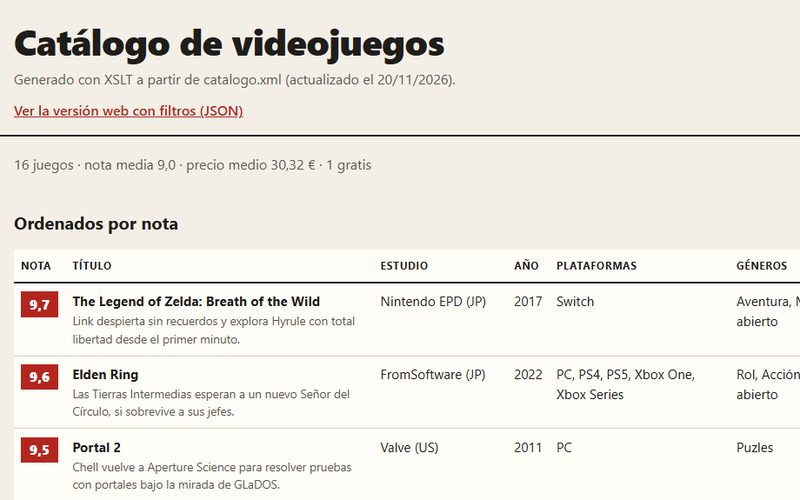 Catálogo de videojuegos
Generado con XSLT a partir de catalogo.xml (actualizado el 20/11/2026).
Ver la versión web con filtros (JSON)
16 juegos · nota media 9,0 · precio medio 30,32 € · 1 gratis
Ordenados por nota
NOTA TÍTULO ESTUDIO AÑO PLATAFORMAS GÉNEROS
9,7 The Legend of Zelda: Breath of the Wild Nintendo EPD (JP) 2017 Switch Aventura, M
Link despierta sin recuerdos y explora Hyrule con total abierto
libertad desde el primer minuto.
9,6 Elden Ring FromSoftware (JP) 2022 PC, PS4, PS5, Xbox One, Rol, Acción
Las Tierras Intermedias esperan a un nuevo Señor del Xbox Series abierto
Círculo, si sobrevive a sus jefes.
9,5 Portal 2 Valve (US) 2011 PC Puzles
Chell vuelve a Aperture Science para resolver pruebas
con portales bajo la mirada de GLaDOS.